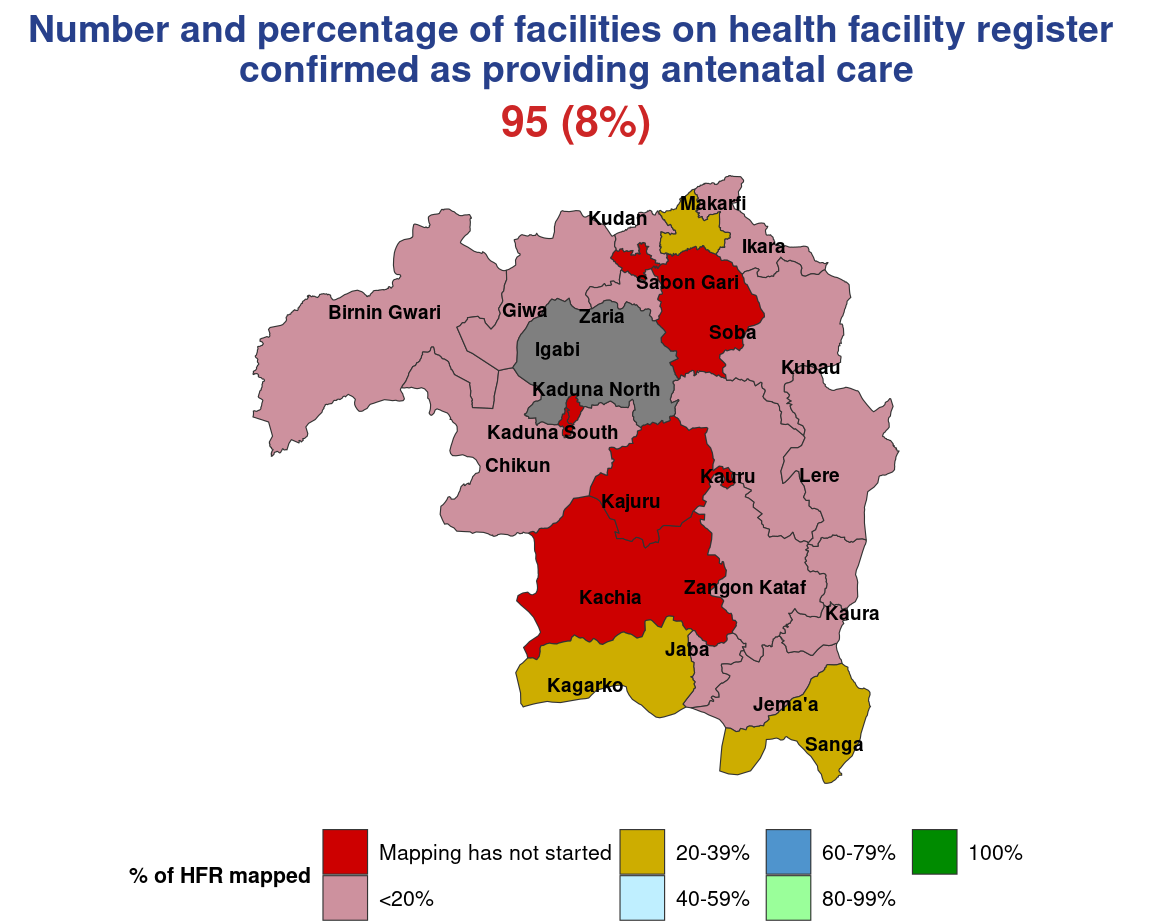 Number and percentage of facilities on health facility register
confirmed as providing antenatal care
95 (8%)
Makarfi
Kudan
Ikara
Sabon Gari
Birnin Gwari
Giwa
Zaria
Soba
Igabi
Kubau
Kaduna North
Kaduna South
Chikun
Kauru
Lere
Kajuru
Zangon Kataf
Kachia
Kaura
Jaba
Kagarko
Jema'a
Sanga
% of HFR mapped
Mapping has not started
<20%
20-39%
40-59%
60-79%
80-99%
100%